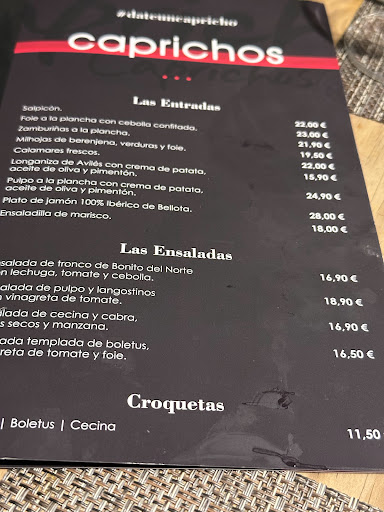 #dateuncapricho
caprichos
Las Entradas
Salpicón. 22,00 €
Foie a la plancha con cebolla confitada. 23,00 €
Zamburiñas a la plancha. 21,90 €
Milhojas de berenjena, verduras y foie. 19,50 €
Calamares frescos. 22,00 €
Longaniza de Avilés con crema de patata,
aceite de oliva y pimentón. 15,90 €
Pulpo a la plancha con crema de patata,
aceite de oliva y pimentón. 24,90 €
Plato de jamón 100% Ibérico de Bellota. 28,00 €
Ensaladilla de marisco. 18,00 €
Las Ensaladas
nsalada de tronco de Bonito del Norte
on lechuga, tomate y cebolla. 16,90 €
alada de pulpo y langostinos
n vinagreta de tomate. 18,90 €
lada de cecina y cabra,
s secos y manzana. 16,90 €
ada templada de boletus,
reta de tomate y foie. 16,50 €
Croquetas
| Boletus | Cecina 11,50